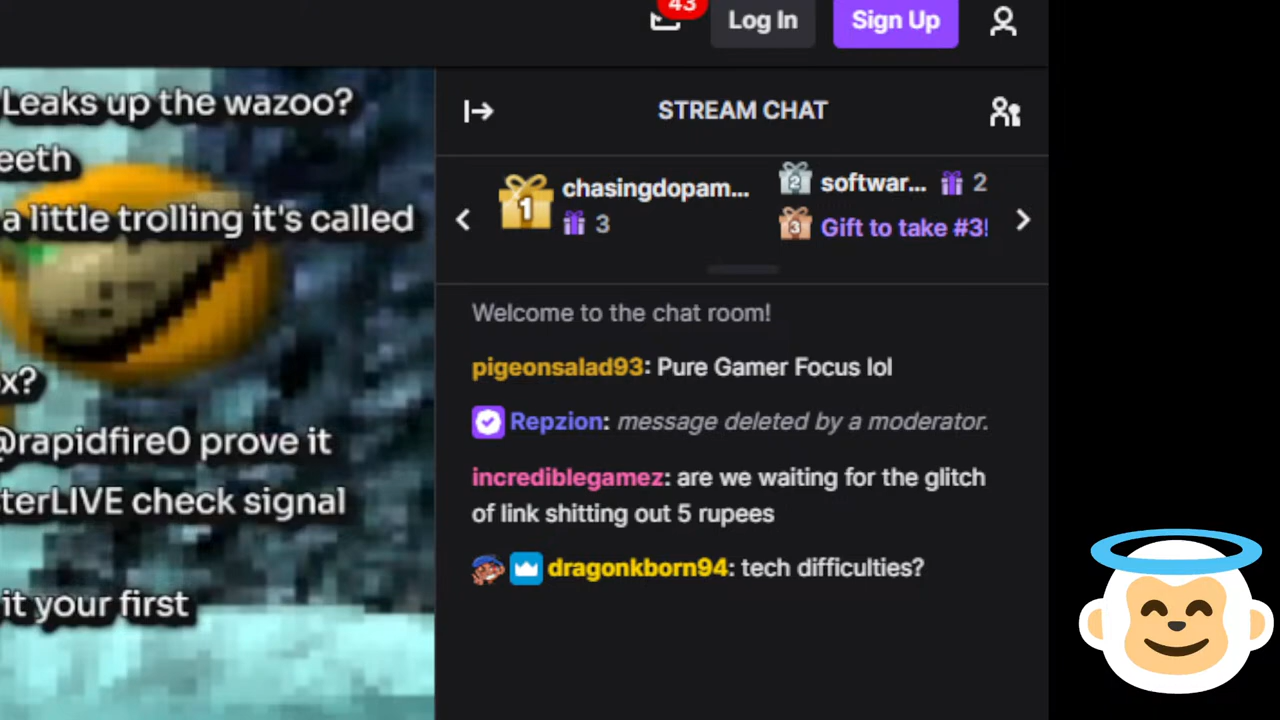 43
Log In
Sign Up
Leaks up the wazoo?
eeth
a little trolling it's called
x?
@rapidfire0 prove it
terLIVE check signal
it your first
STREAM CHAT
1
chasingdopam...
3
2
softwar...
2
3
Gift to take #3!
Welcome to the chat room!
pigeonsalad93: Pure Gamer Focus lol
Repzion: message deleted by a moderator.
incrediblegamez: are we waiting for the glitch
of link shitting out 5 rupees
dragonkborn94: tech difficulties?